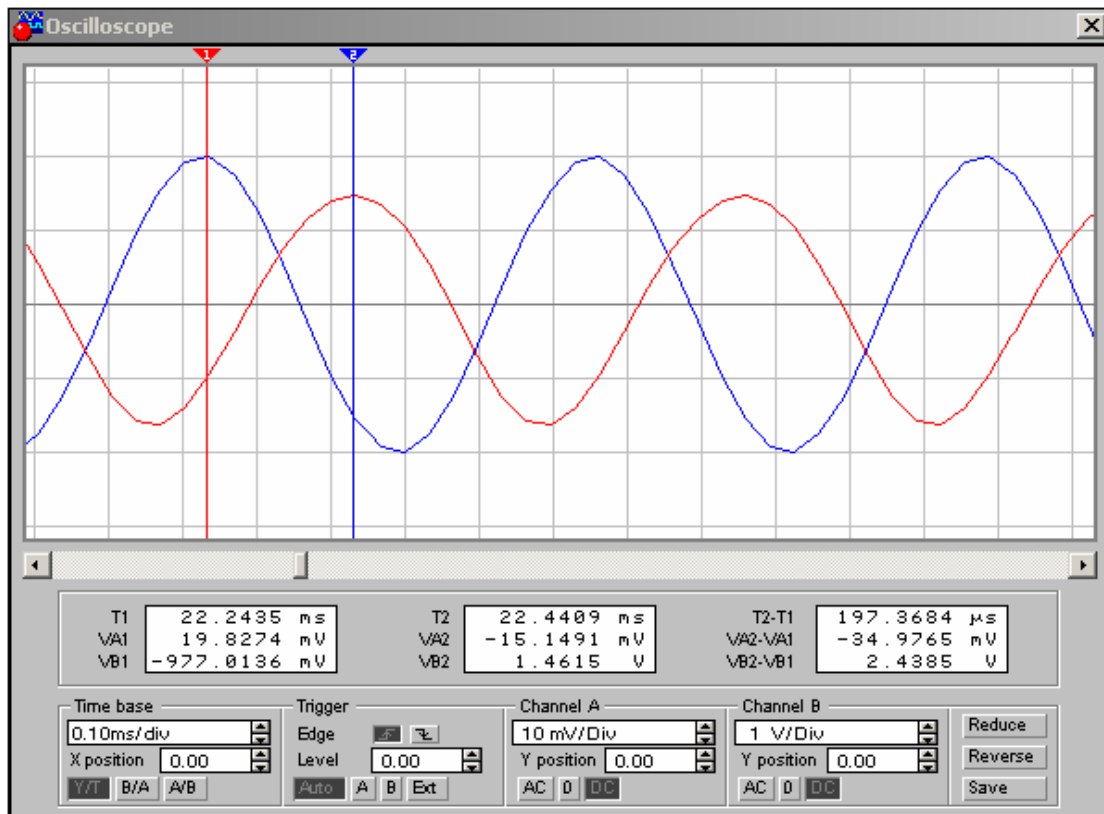 Oscilloscope
1 2
T1 22.2435 ms T2 22.4409 ms T2-T1 197.3684 µs
VA1 19.8274 mV VA2 -15.1491 mV VA2-VA1 -34.9765 mV
VB1 -977.0136 mV VB2 1.4615 V VB2-VB1 2.4385 V
Time base Trigger Channel A Channel B
0.10ms/div Edge 10 mV/Div 1 V/Div Reduce
X position 0.00 Level 0.00 Y position 0.00 Y position 0.00 Reverse
Y/T B/A A/B Auto A B Ext AC 0 DC AC 0 DC Save